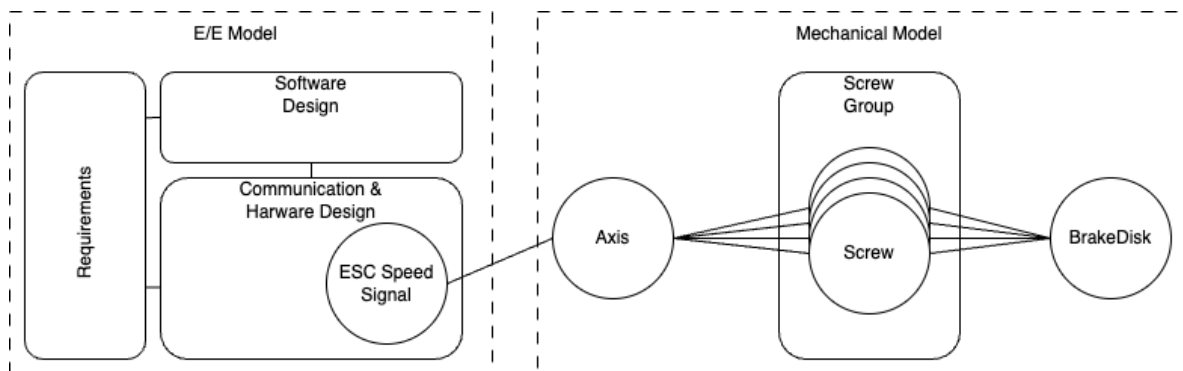 E/E Model
Requirements
Software
Design
Communication &
Harware Design
ESC Speed
Signal
Mechanical Model
Axis
Screw
Group
Screw
BrakeDisk